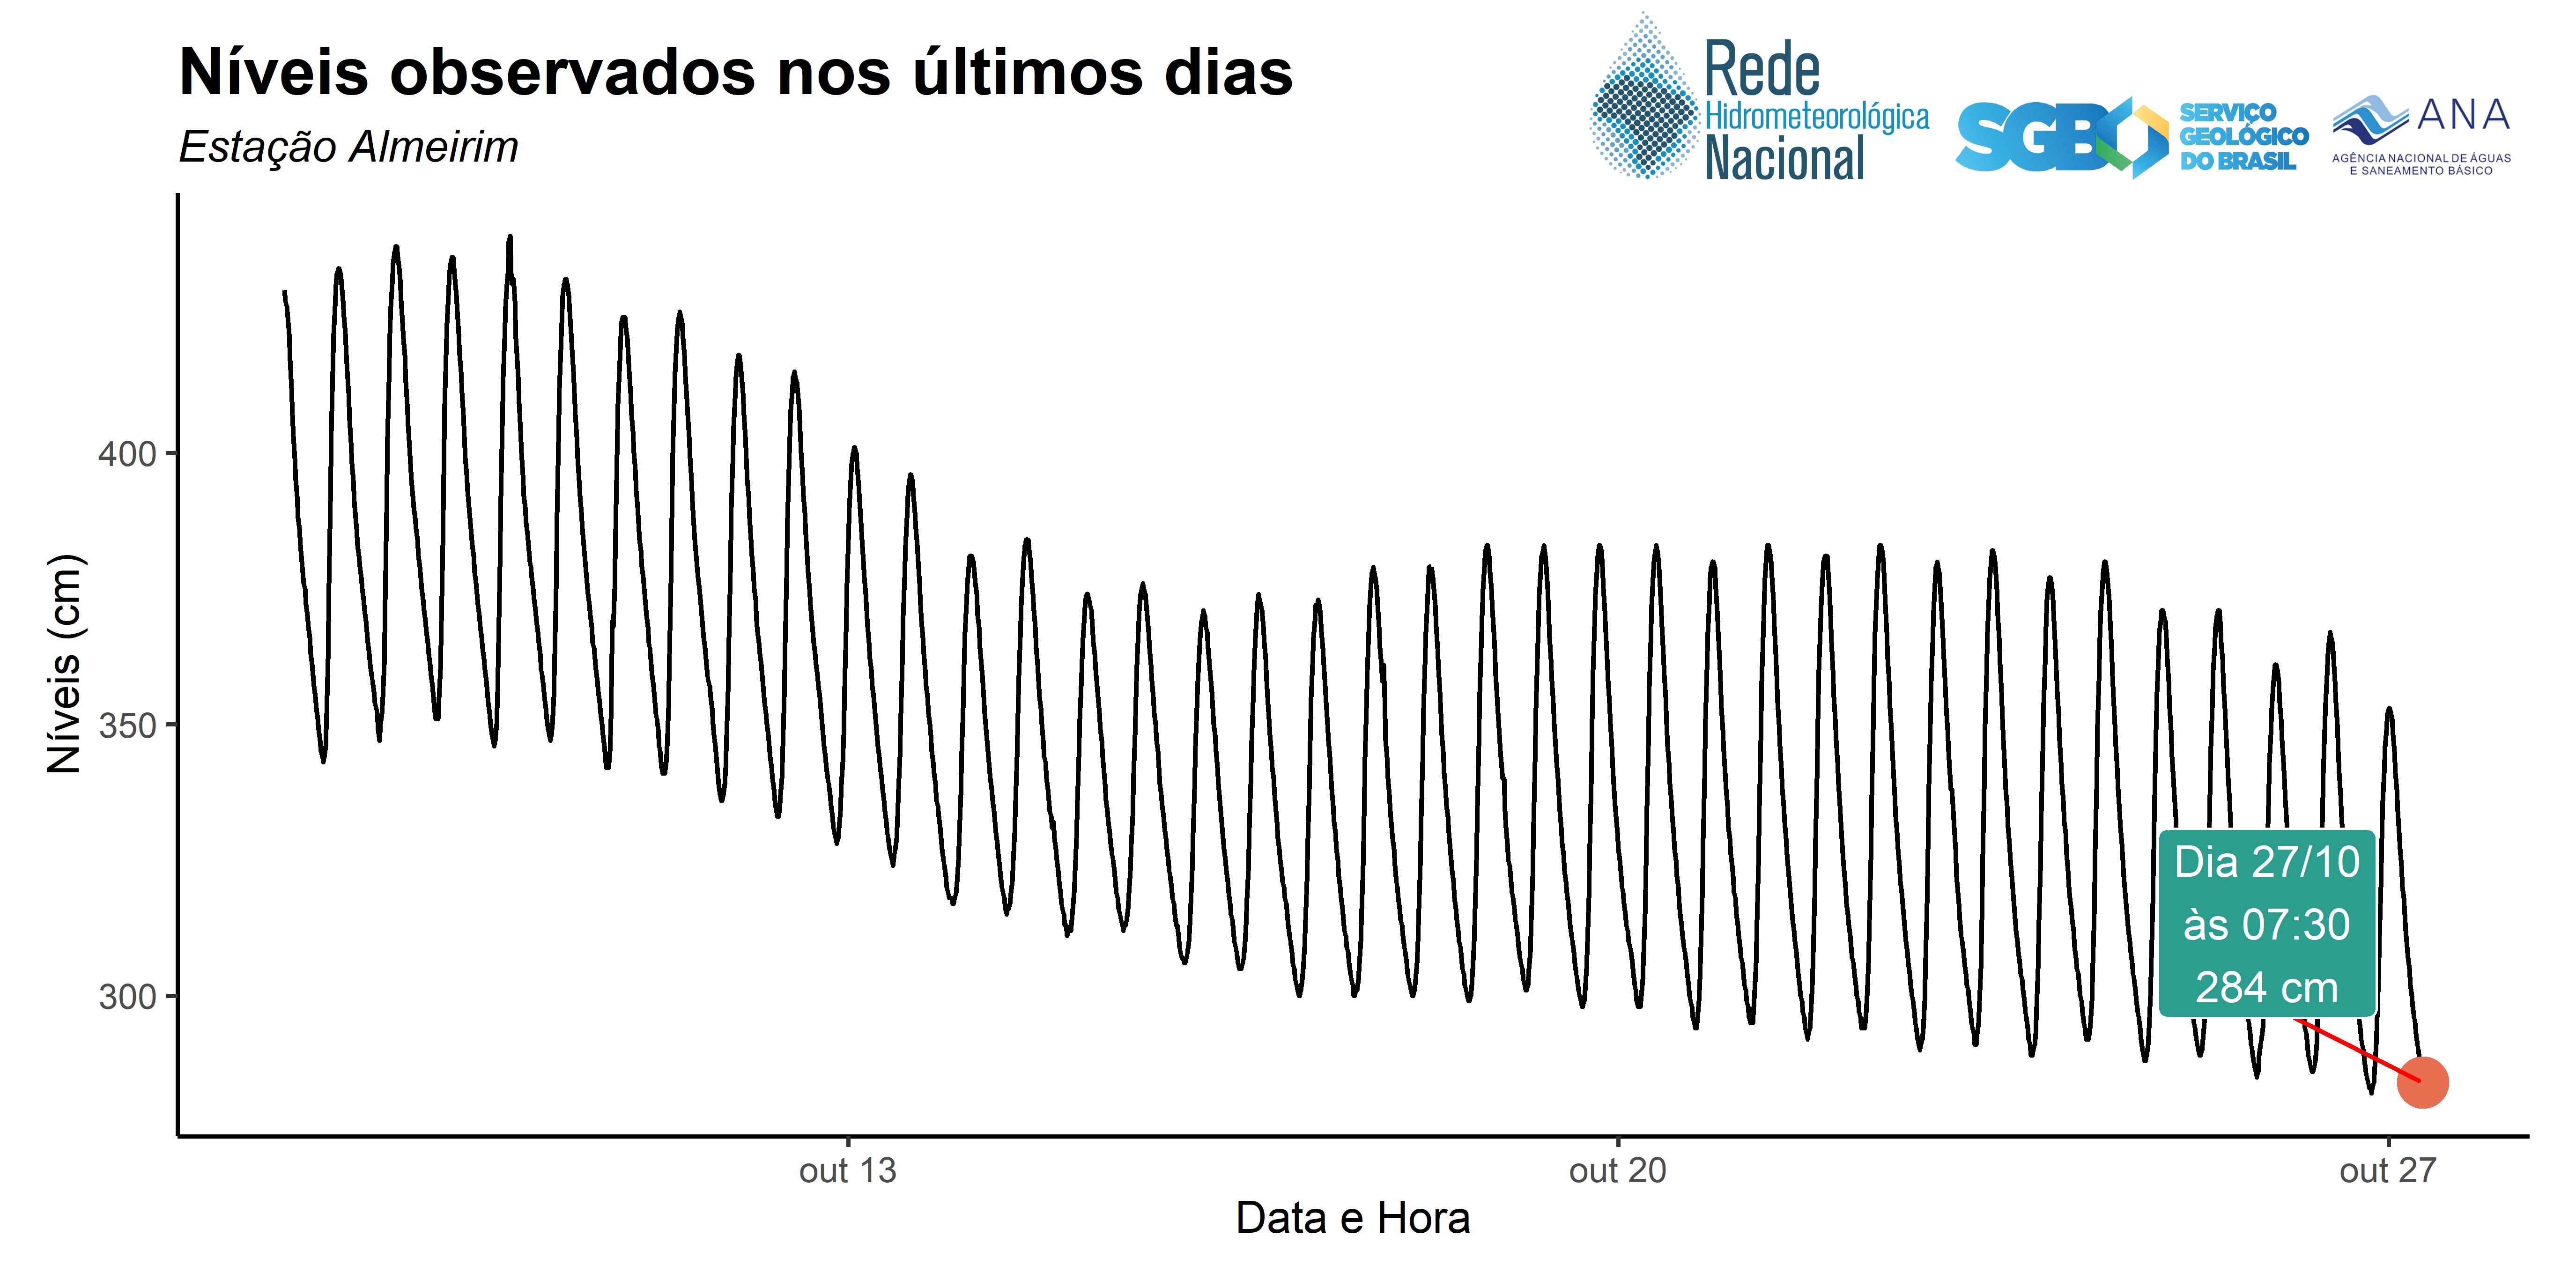 Níveis observados nos últimos dias
Estação Almeirim
Rede
Hidrometeorológica
Nacional
SGB
SERVIÇO
GEOLÓGICO
DO BRASIL
ANA
AGÊNCIA NACIONAL DE ÁGUAS
E SANEAMENTO BÁSICO
Níveis (cm)
400
350
300
Dia 27/10
às 07:30
284 cm
out 13
out 20
out 27
Data e Hora